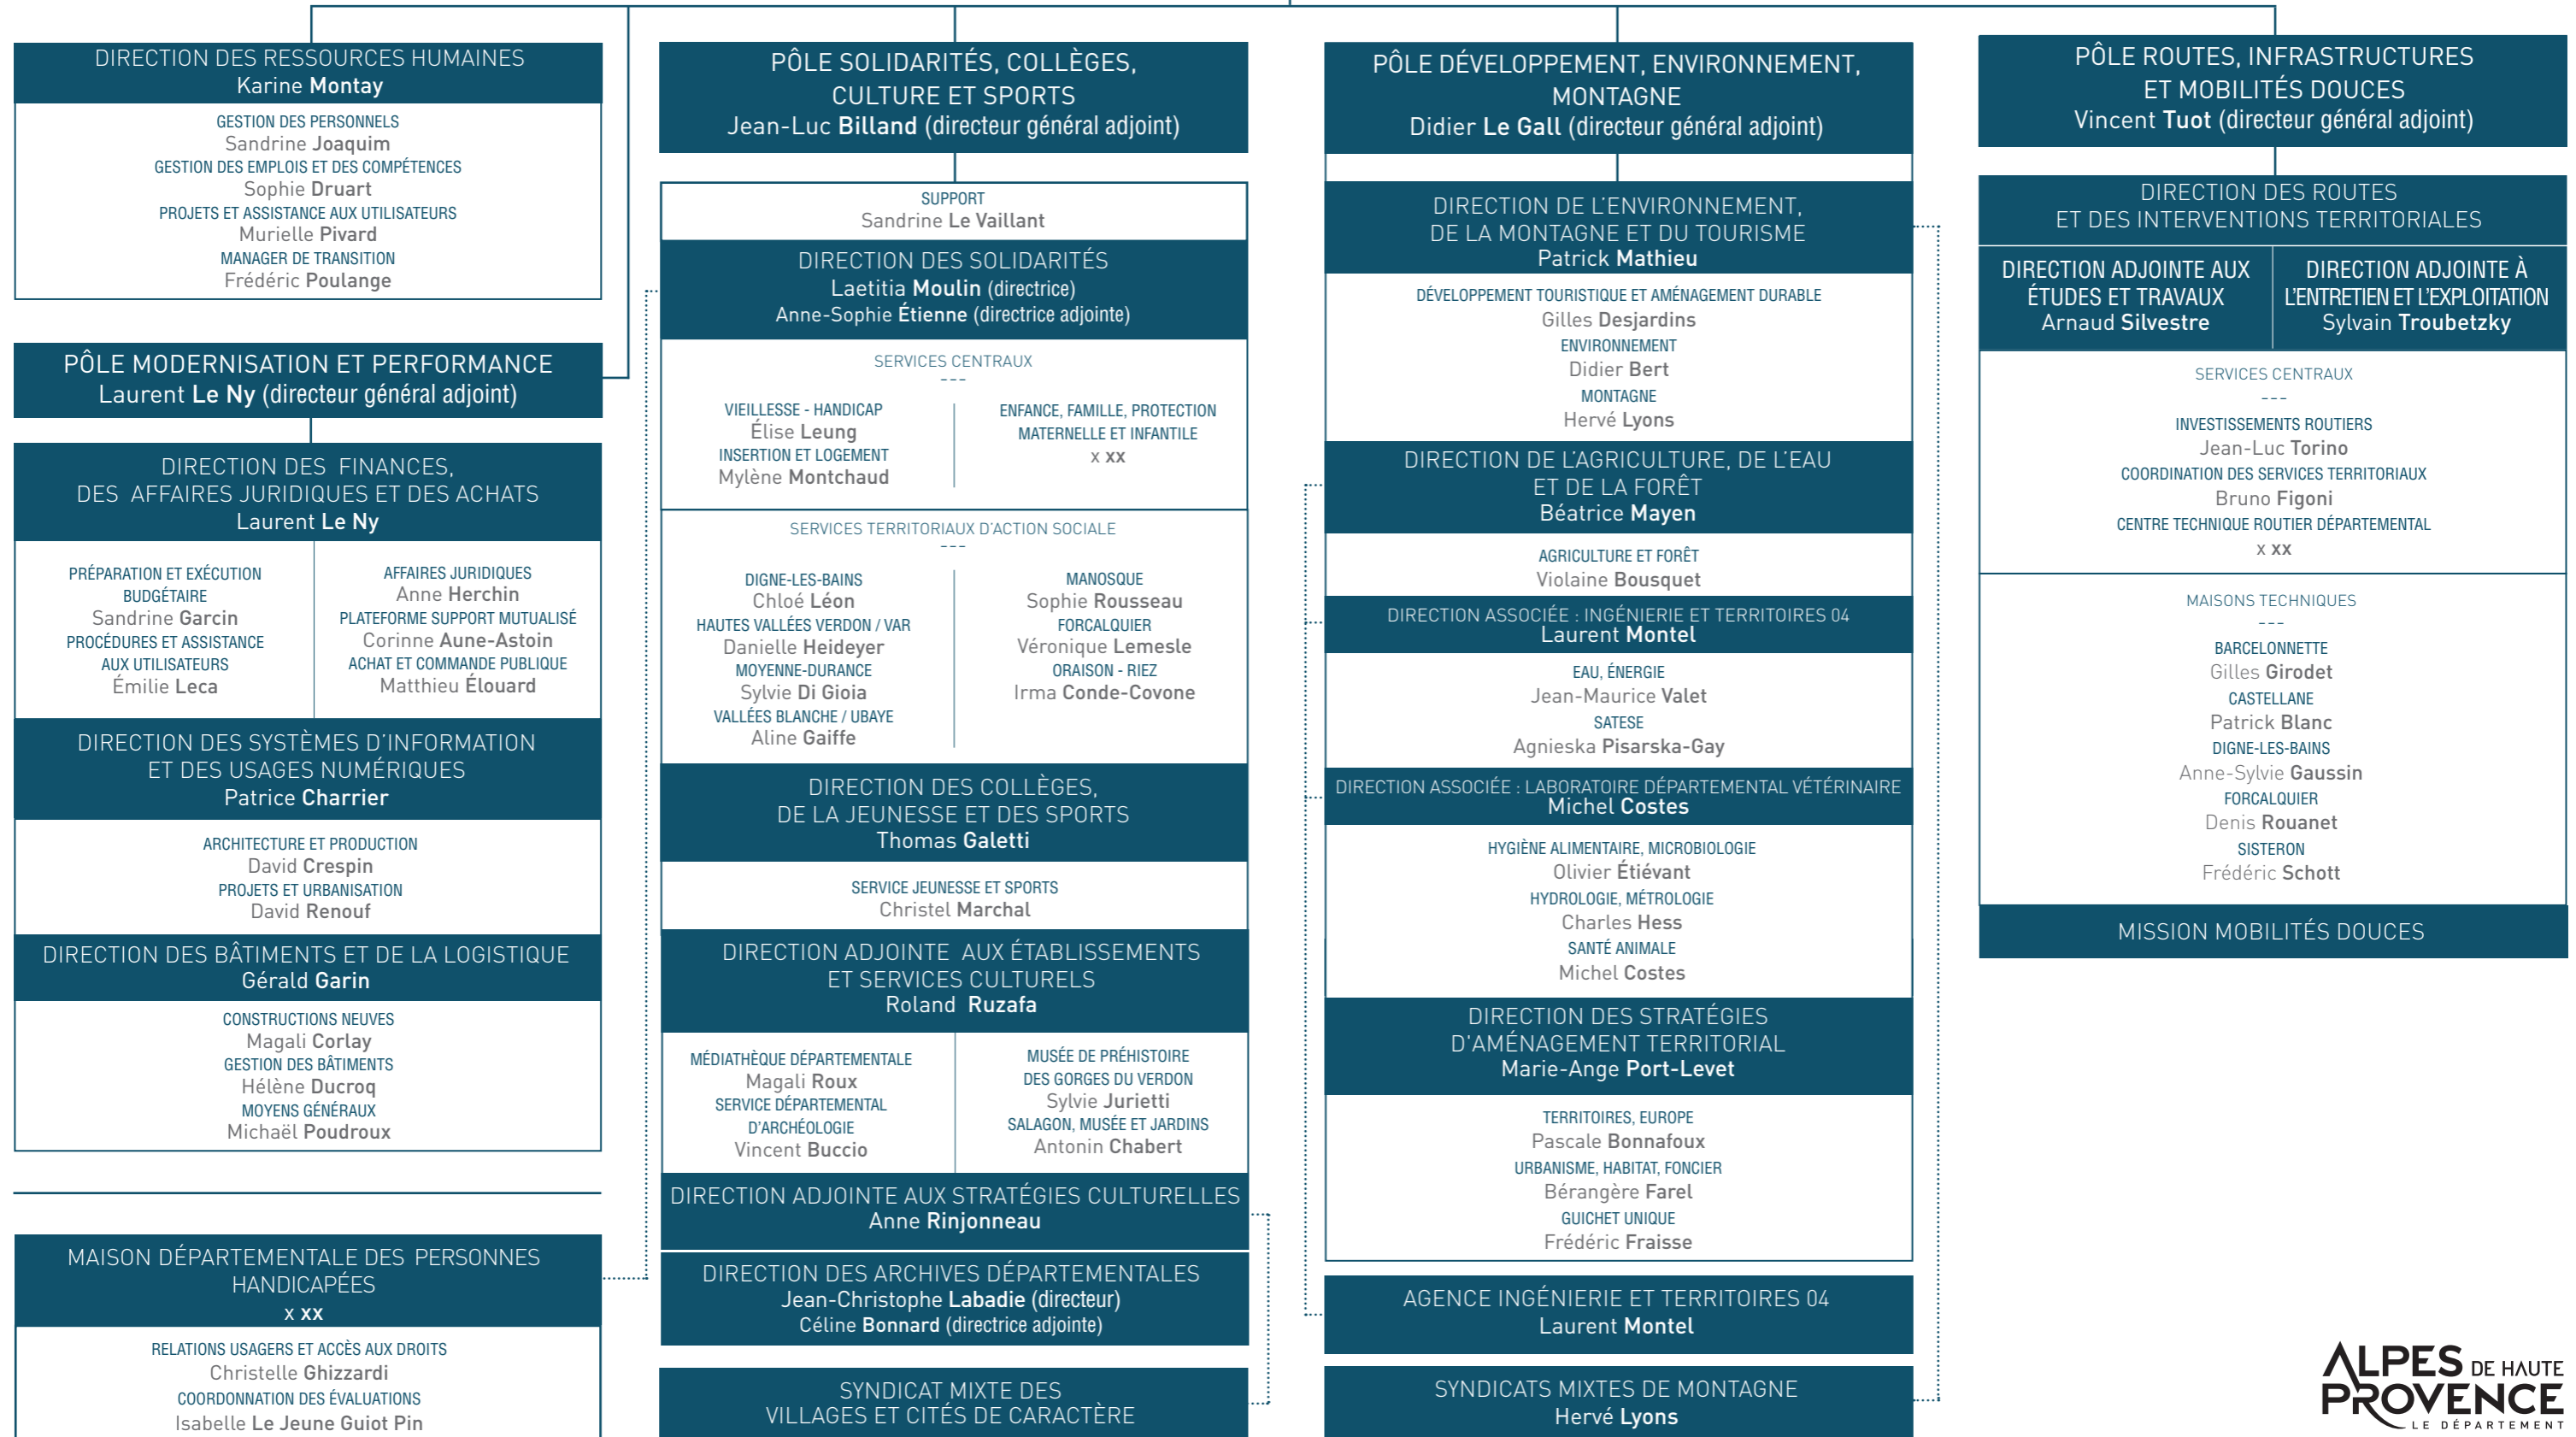 DIRECTION DES RESSOURCES HUMAINES
Karine Montay
GESTION DES PERSONNELS
Sandrine Joaquim
GESTION DES EMPLOIS ET DES COMPÉTENCES
Sophie Druart
PROJETS ET ASSISTANCE AUX UTILISATEURS
Murielle Pivard
MANAGER DE TRANSITION
Frédéric Poulange
PÔLE MODERNISATION ET PERFORMANCE
Laurent Le Ny (directeur général adjoint)
DIRECTION DES FINANCES,
DES AFFAIRES JURIDIQUES ET DES ACHATS
Laurent Le Ny
PRÉPARATION ET EXÉCUTION
BUDGÉTAIRE
Sandrine Garcin
PROCÉDURES ET ASSISTANCE
AUX UTILISATEURS
Émilie Leca
AFFAIRES JURIDIQUES
Anne Herchin
PLATEFORME SUPPORT MUTUALISÉ
Corinne Aune-Astoin
ACHAT ET COMMANDE PUBLIQUE
Matthieu Élouard
DIRECTION DES SYSTÈMES D'INFORMATION
ET DES USAGES NUMÉRIQUES
Patrice Charrier
ARCHITECTURE ET PRODUCTION
David Crespin
PROJETS ET URBANISATION
David Renouf
DIRECTION DES BÂTIMENTS ET DE LA LOGISTIQUE
Gérald Garin
CONSTRUCTIONS NEUVES
Magali Corlay
GESTION DES BÂTIMENTS
Hélène Ducroq
MOYENS GÉNÉRAUX
Michaël Poudroux
MAISON DÉPARTEMENTALE DES PERSONNES
HANDICAPÉES
x xx
RELATIONS USAGERS ET ACCÈS AUX DROITS
Christelle Ghizzardi
COORDONNATION DES ÉVALUATIONS
Isabelle Le Jeune Guiot Pin
PÔLE SOLIDARITÉS, COLLÈGES,
CULTURE ET SPORTS
Jean-Luc Billand (directeur général adjoint)
SUPPORT
Sandrine Le Vaillant
DIRECTION DES SOLIDARITÉS
Laetitia Moulin (directrice)
Anne-Sophie Étienne (directrice adjointe)
SERVICES CENTRAUX
---
VIEILLESSE - HANDICAP
Élise Leung
INSERTION ET LOGEMENT
Mylène Montchaud
ENFANCE, FAMILLE, PROTECTION
MATERNELLE ET INFANTILE
x xx
SERVICES TERRITORIAUX D'ACTION SOCIALE
---
DIGNE-LES-BAINS
Chloé Léon
HAUTES VALLÉES VERDON / VAR
Danielle Heideyer
MOYENNE-DURANCE
Sylvie Di Gioia
VALLÉES BLANCHE / UBAYE
Aline Gaiffe
MANOSQUE
Sophie Rousseau
FORCALQUIER
Véronique Lemesle
ORAISON - RIEZ
Irma Conde-Covone
DIRECTION DES COLLÈGES,
DE LA JEUNESSE ET DES SPORTS
Thomas Galetti
SERVICE JEUNESSE ET SPORTS
Christel Marchal
DIRECTION ADJOINTE AUX ÉTABLISSEMENTS
ET SERVICES CULTURELS
Roland Ruzafa
MÉDIATHÈQUE DÉPARTEMENTALE
Magali Roux
SERVICE DÉPARTEMENTAL
D'ARCHÉOLOGIE
Vincent Buccio
MUSÉE DE PRÉHISTOIRE
DES GORGES DU VERDON
Sylvie Jurietti
SALAGON, MUSÉE ET JARDINS
Antonin Chabert
DIRECTION ADJOINTE AUX STRATÉGIES CULTURELLES
Anne Rinjonneau
DIRECTION DES ARCHIVES DÉPARTEMENTALES
Jean-Christophe Labadie (directeur)
Céline Bonnard (directrice adjointe)
SYNDICAT MIXTE DES
VILLAGES ET CITÉS DE CARACTÈRE
PÔLE DÉVELOPPEMENT, ENVIRONNEMENT,
MONTAGNE
Didier Le Gall (directeur général adjoint)
DIRECTION DE L'ENVIRONNEMENT,
DE LA MONTAGNE ET DU TOURISME
Patrick Mathieu
DÉVELOPPEMENT TOURISTIQUE ET AMÉNAGEMENT DURABLE
Gilles Desjardins
ENVIRONNEMENT
Didier Bert
MONTAGNE
Hervé Lyons
DIRECTION DE L'AGRICULTURE, DE L'EAU
ET DE LA FORÊT
Béatrice Mayen
AGRICULTURE ET FORÊT
Violaine Bousquet
DIRECTION ASSOCIÉE : INGÉNIERIE ET TERRITOIRES 04
Laurent Montel
EAU, ÉNERGIE
Jean-Maurice Valet
SATESE
Agnieska Pisarska-Gay
DIRECTION ASSOCIÉE : LABORATOIRE DÉPARTEMENTAL VÉTÉRINAIRE
Michel Costes
HYGIÈNE ALIMENTAIRE, MICROBIOLOGIE
Olivier Étiévant
HYDROLOGIE, MÉTROLOGIE
Charles Hess
SANTÉ ANIMALE
Michel Costes
DIRECTION DES STRATÉGIES
D'AMÉNAGEMENT TERRITORIAL
Marie-Ange Port-Levet
TERRITOIRES, EUROPE
Pascale Bonnafoux
URBANISME, HABITAT, FONCIER
Bérangère Farel
GUICHET UNIQUE
Frédéric Fraisse
AGENCE INGÉNIERIE ET TERRITOIRES 04
Laurent Montel
SYNDICATS MIXTES DE MONTAGNE
Hervé Lyons
PÔLE ROUTES, INFRASTRUCTURES
ET MOBILITÉS DOUCES
Vincent Tuot (directeur général adjoint)
DIRECTION DES ROUTES
ET DES INTERVENTIONS TERRITORIALES
DIRECTION ADJOINTE AUX
ÉTUDES ET TRAVAUX
Arnaud Silvestre
DIRECTION ADJOINTE À
L'ENTRETIEN ET L'EXPLOITATION
Sylvain Troubetzky
SERVICES CENTRAUX
---
INVESTISSEMENTS ROUTIERS
Jean-Luc Torino
COORDINATION DES SERVICES TERRITORIAUX
Bruno Figoni
CENTRE TECHNIQUE ROUTIER DÉPARTEMENTAL
x xx
MAISONS TECHNIQUES
---
BARCELONNETTE
Gilles Girodet
CASTELLANE
Patrick Blanc
DIGNE-LES-BAINS
Anne-Sylvie Gaussin
FORCALQUIER
Denis Rouanet
SISTERON
Frédéric Schott
MISSION MOBILITÉS DOUCES
ALPES DE HAUTE
PROVENCE
LE DÉPARTEMENT